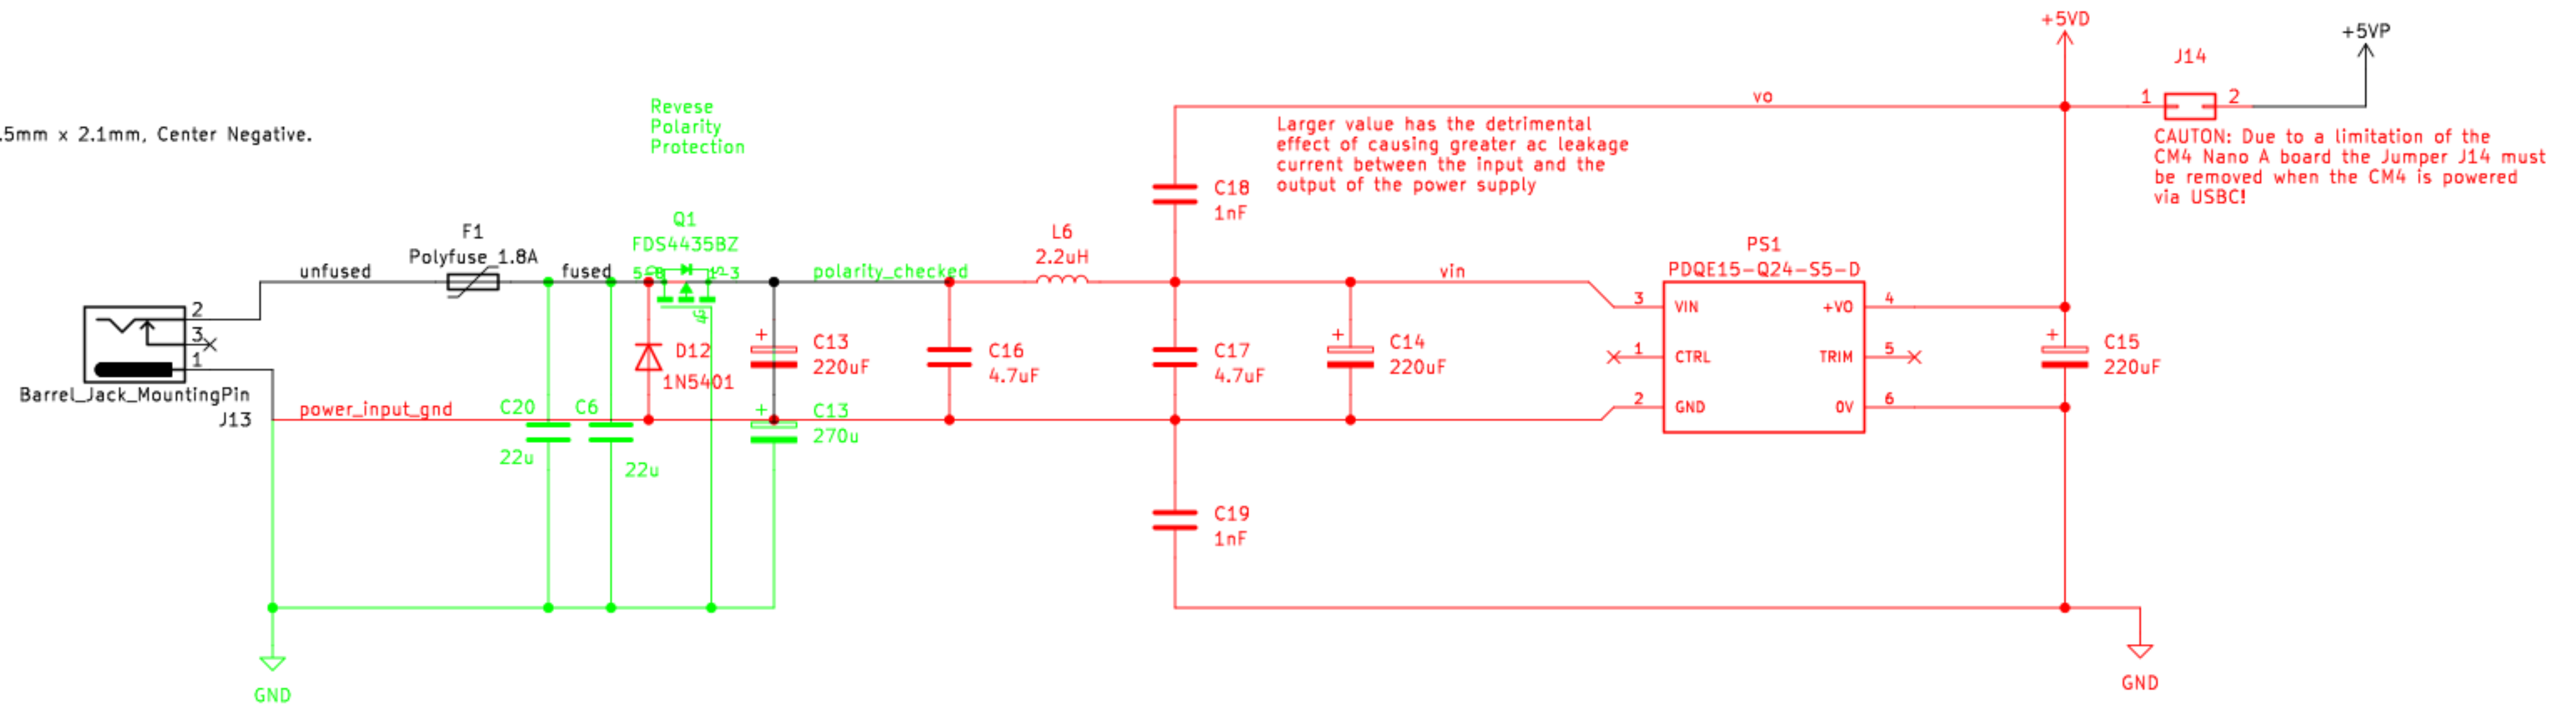 +5VD
+5VP
J14
1
2
vo
Revese
Polarity
Protection
.5mm x 2.1mm, Center Negative.
Larger value has the detrimental
effect of causing greater ac leakage
current between the input and the
output of the power supply
CAUTON: Due to a limitation of the
CM4 Nano A board the Jumper J14 must
be removed when the CM4 is powered
via USBC!
C18
1nF
Q1
FDS4435BZ
F1
Polyfuse_1.8A
L6
2.2uH
PS1
PDQE15-Q24-S5-D
unfused
fused
5-8
1-3
polarity_checked
vin
2
3
1
3
VIN
+VO
4
+
D12
1N5401
+
C13
220uF
C16
4.7uF
C17
4.7uF
+
C14
220uF
1
CTRL
TRIM
5
+
C15
220uF
Barrel_Jack_MountingPin
J13
power_input_gnd
C20
C6
+
C13
270u
2
GND
0V
6
22u
22u
C19
1nF
GND
GND